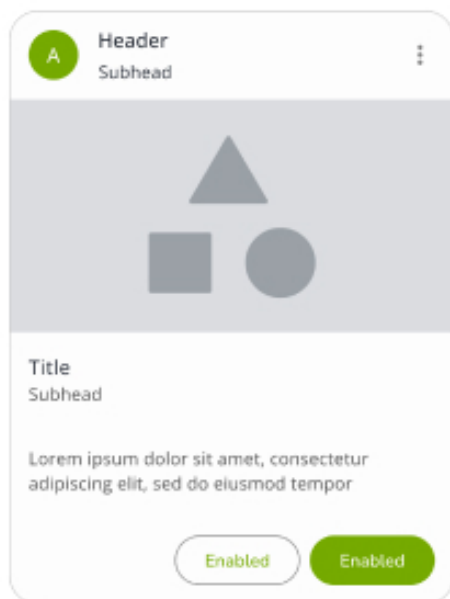 A
Header
Subhead
Title
Subhead
Lorem ipsum dolor sit amet, consectetur
adipiscing elit, sed do eiusmod tempor
Enabled
Enabled